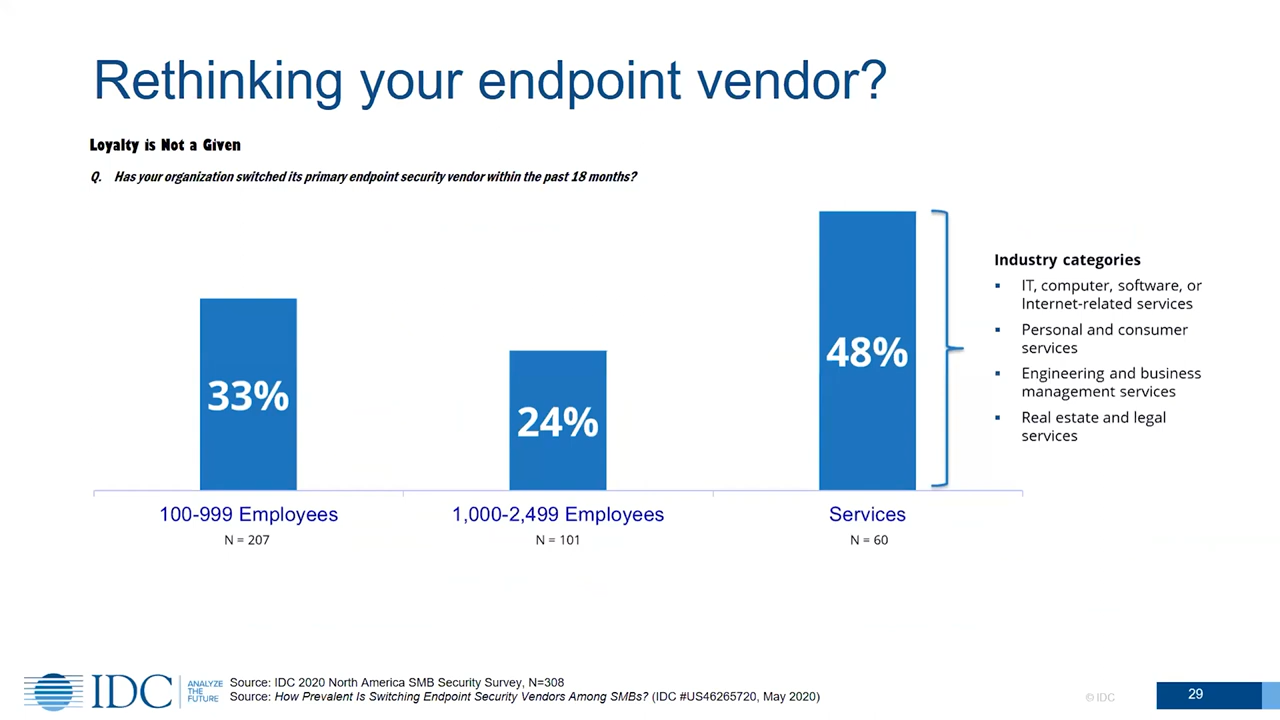 Rethinking your endpoint vendor?
Loyalty is Not a Given
Q. Has your organization switched its primary endpoint security vendor within the past 18 months?
33%
24%
48%
Industry categories
▪ IT, computer, software, or
Internet-related services
▪ Personal and consumer
services
▪ Engineering and business
management services
▪ Real estate and legal
services
100-999 Employees
N = 207
1,000-2,499 Employees
N = 101
Services
N = 60
IDC
ANALYZE
THE
FUTURE
Source: IDC 2020 North America SMB Security Survey, N=308
Source: How Prevalent Is Switching Endpoint Security Vendors Among SMBs? (IDC #US46265720, May 2020)
© IDC
29